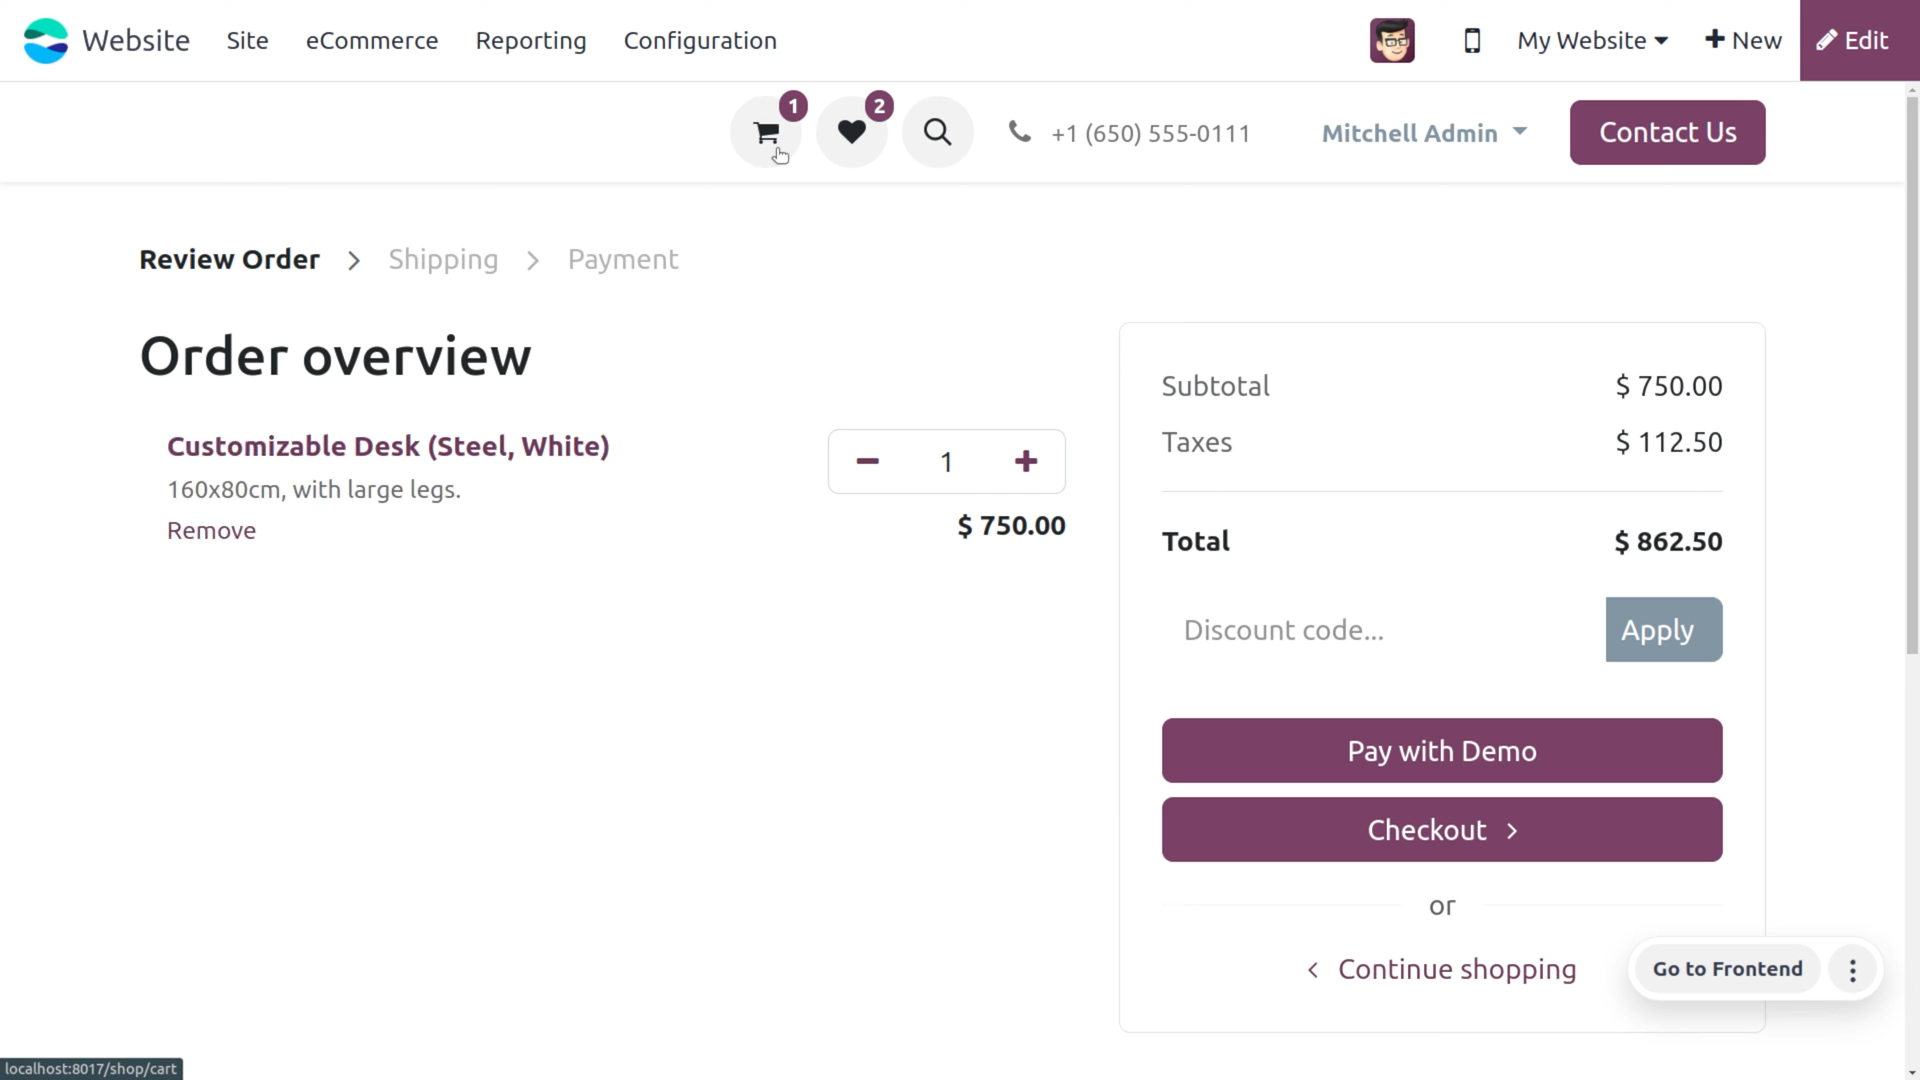 Website Site eCommerce Reporting Configuration My Website New Edit
1 2 +1 (650) 555-0111 Mitchell Admin Contact Us
Review Order > Shipping > Payment
Order overview
Customizable Desk (Steel, White)
160x80cm, with large legs.
Remove
− 1 +
$ 750.00
Subtotal $ 750.00
Taxes $ 112.50
Total $ 862.50
Discount code... Apply
Pay with Demo
Checkout >
or
< Continue shopping
Go to Frontend
localhost:8017/shop/cart